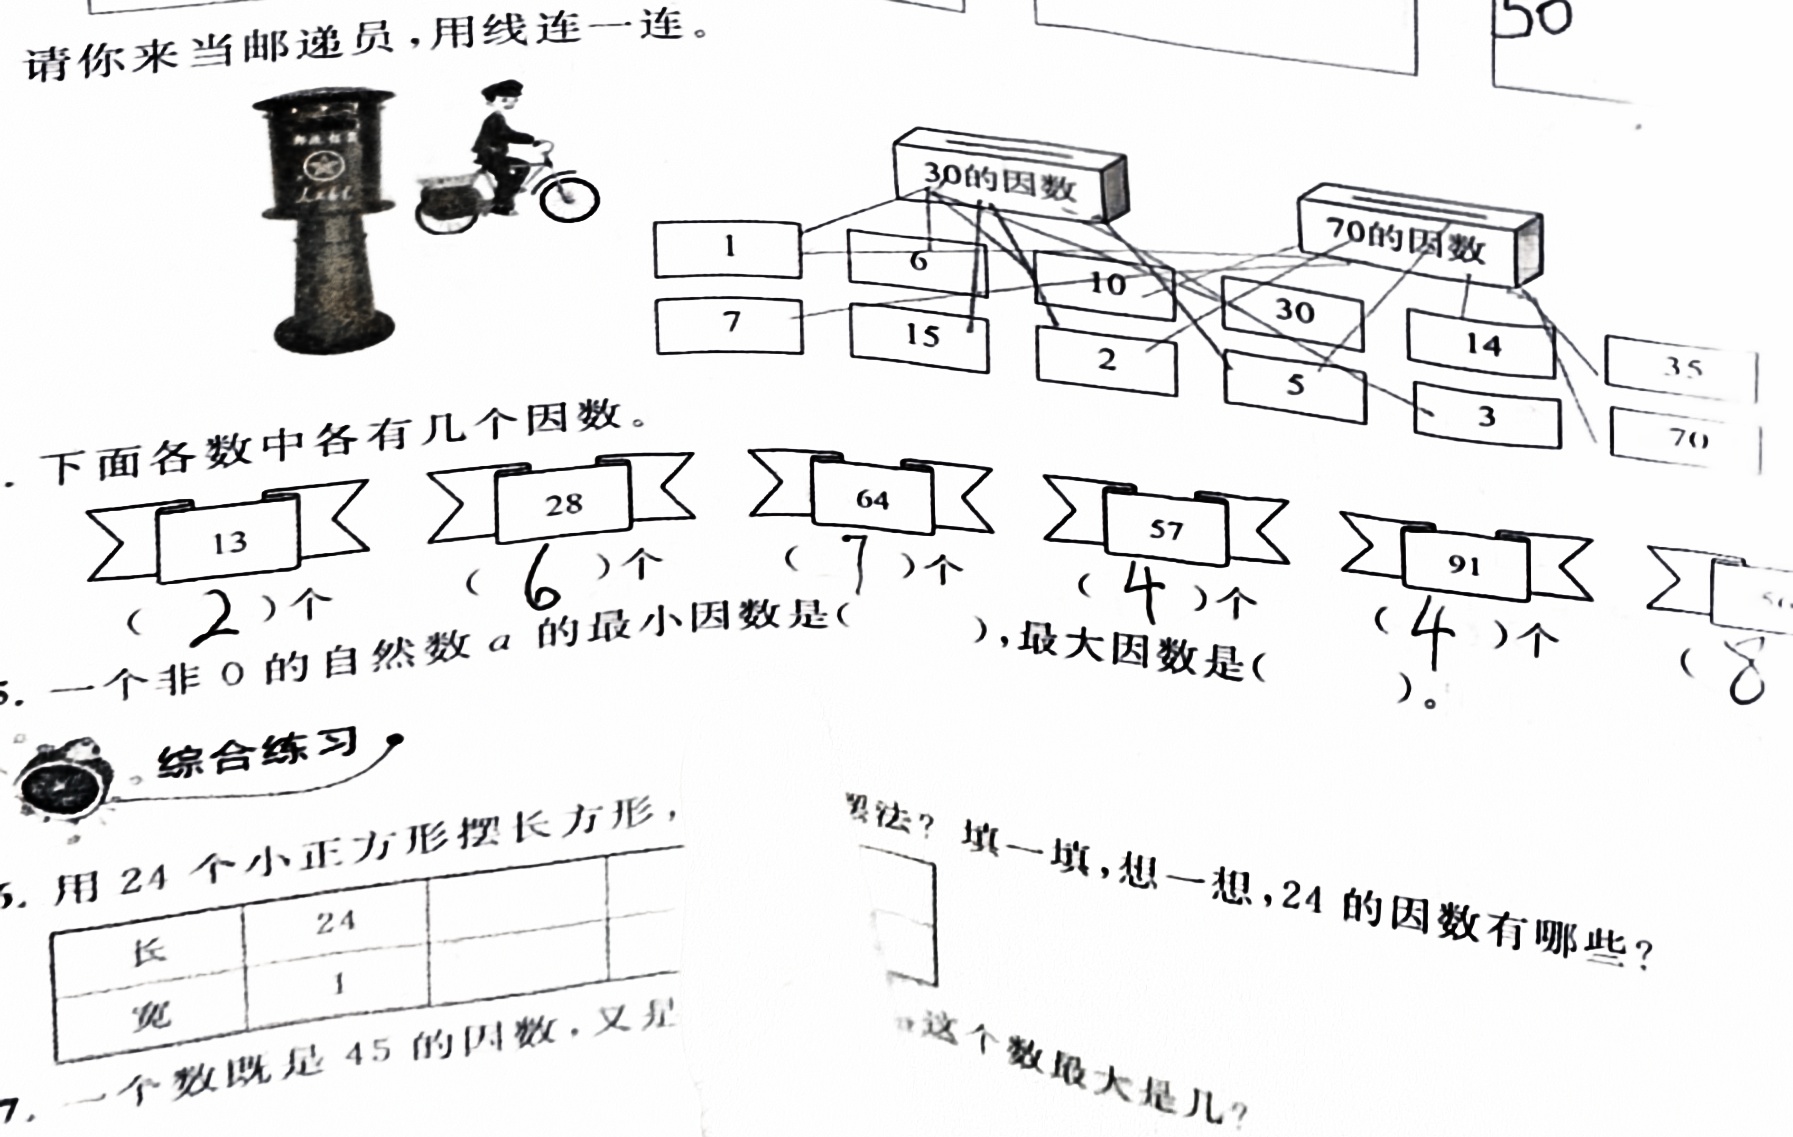 50
请你来当邮递员，用线连一连。
30的因数
70的因数
1 6 10 30 14 35
7 15 2 5 3 70
. 下面各数中各有几个因数。
13 28 64 57 91
( 2 )个 ( 6 )个 ( 7 )个 ( 4 )个 ( 4 )个 ( 8
5. 一个非 0 的自然数 a 的最小因数是( )，最大因数是( )。
综合练习
6. 用 24 个小正方形摆长方形， 法？填一填，想一想，24 的因数有哪些？
长 24
宽 1
7. 一个数既是 45 的因数，又是 这个数最大是几？